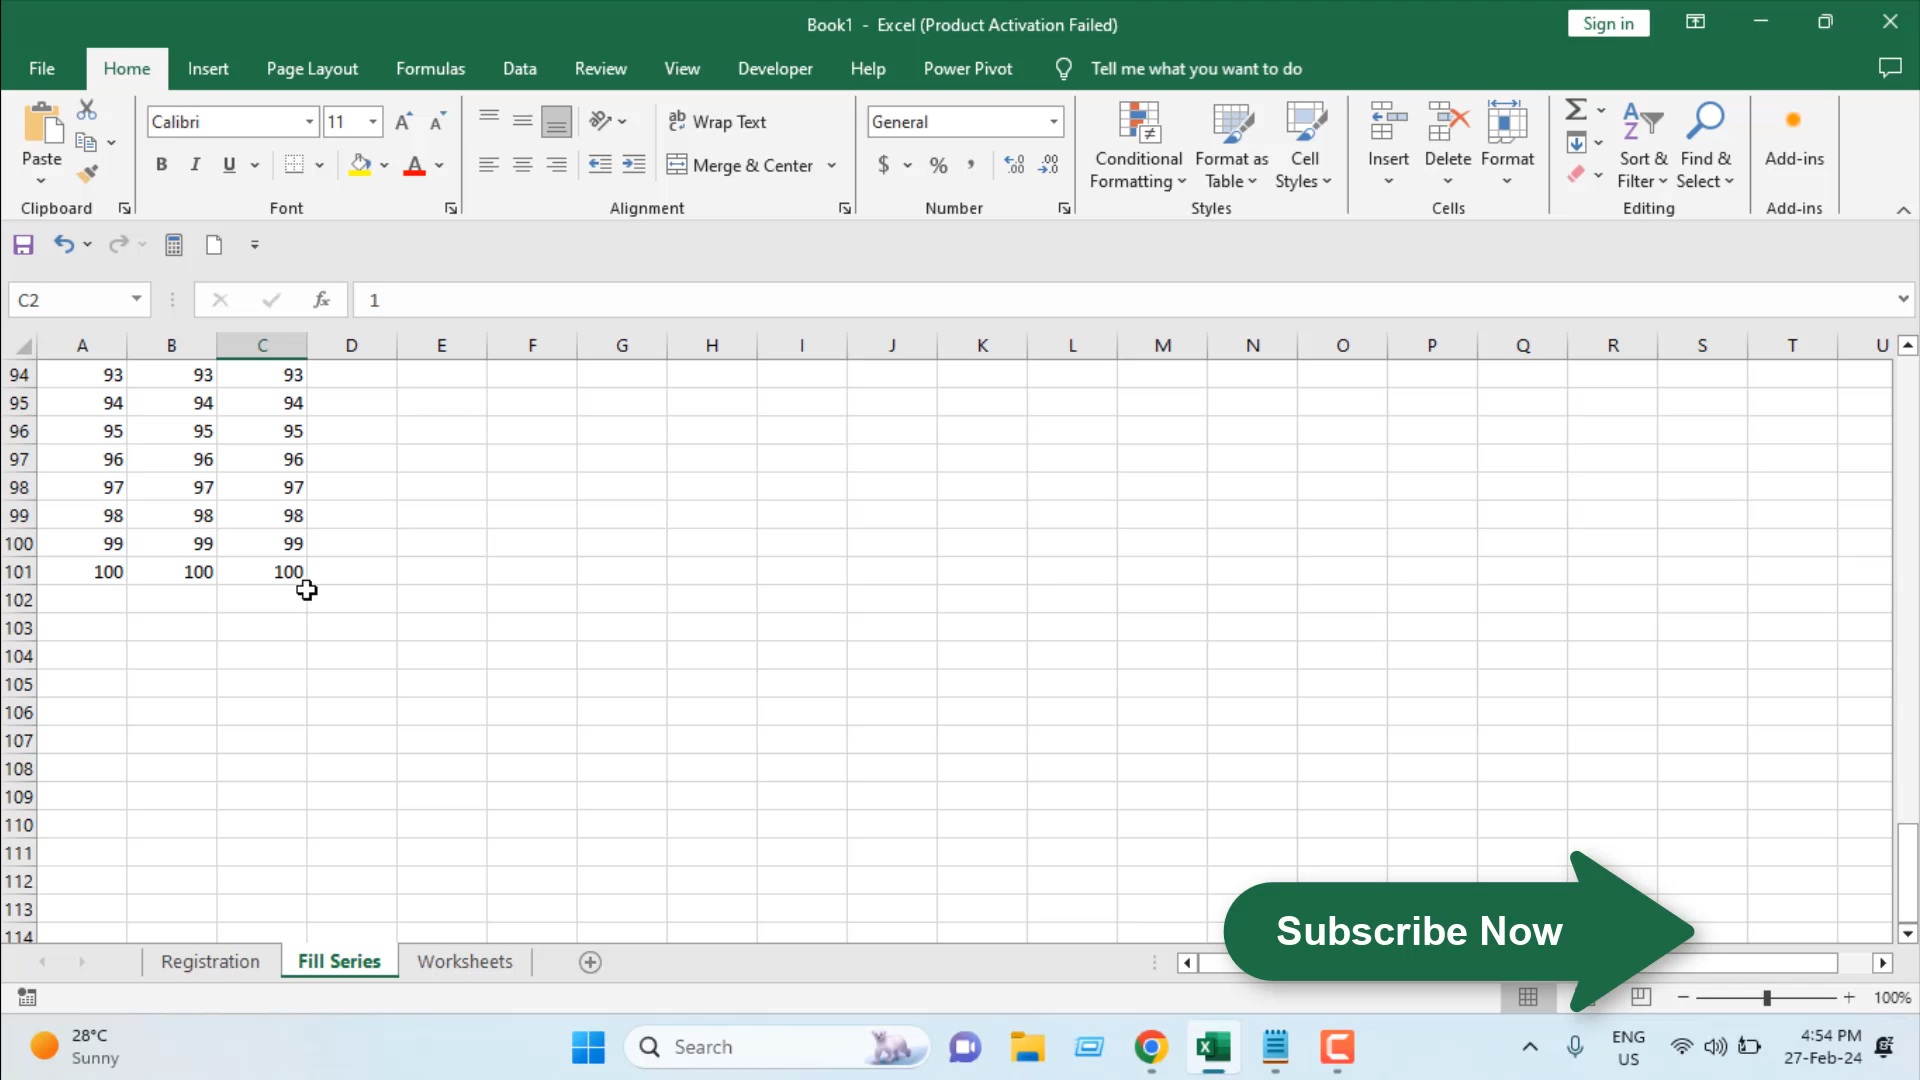 Book1 - Excel (Product Activation Failed)
Sign in
File Home Insert Page Layout Formulas Data Review View Developer Help Power Pivot Tell me what you want to do
Calibri 11 Wrap Text General
Paste B I U Merge & Center $ % , Conditional Formatting Format as Table Cell Styles Insert Delete Format Sort & Filter Find & Select Add-ins
Clipboard Font Alignment Number Styles Cells Editing Add-ins
C2 fx 1
A B C D E F G H I J K L M N O P Q R S T U
94 93 93 93
95 94 94 94
96 95 95 95
97 96 96 96
98 97 97 97
99 98 98 98
100 99 99 99
101 100 100 100
102
103
104
105
106
107
108
109
110
111
112
113
114
Subscribe Now
Registration Fill Series Worksheets
100%
28°C
Sunny
Search
ENG
US
4:54 PM
27-Feb-24